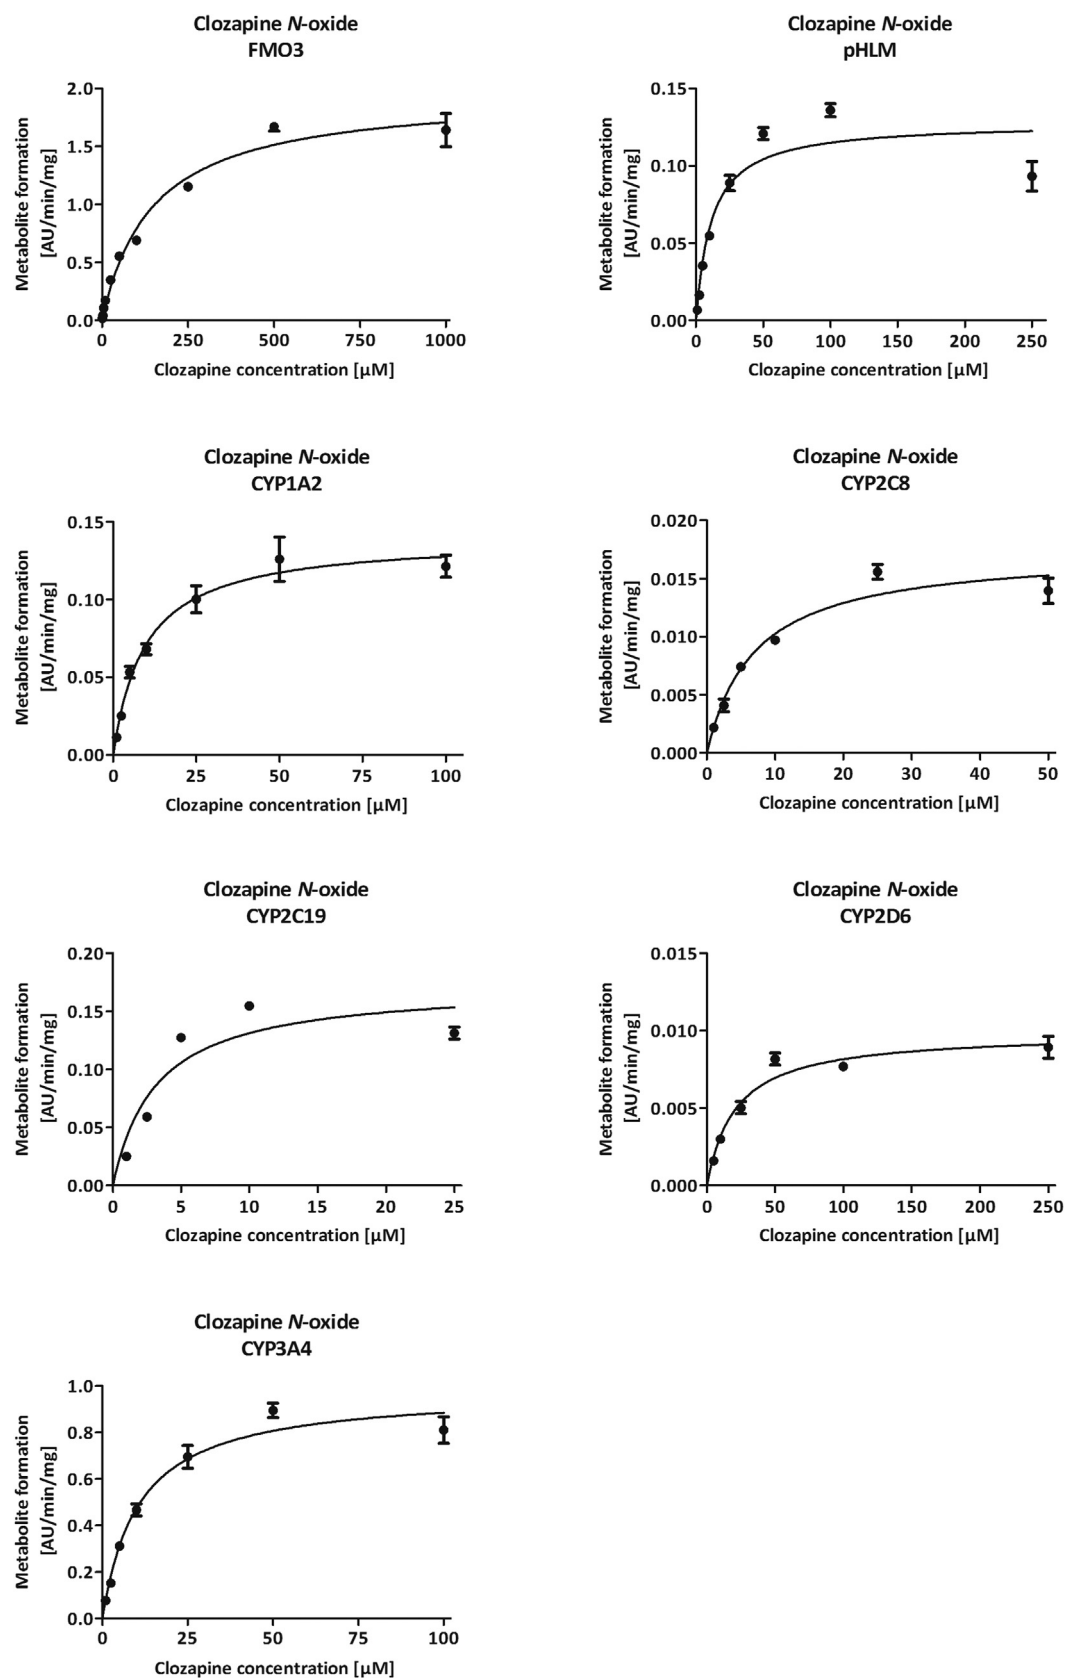 Clozapine N-oxide
FMO3
Metabolite formation
[AU/min/mg]
2.0
1.5
1.0
0.5
0.0
0 250 500 750 1000
Clozapine concentration [µM]
Clozapine N-oxide
pHLM
Metabolite formation
[AU/min/mg]
0.15
0.10
0.05
0.00
0 50 100 150 200 250
Clozapine concentration [µM]
Clozapine N-oxide
CYP1A2
Metabolite formation
[AU/min/mg]
0.15
0.10
0.05
0.00
0 25 50 75 100
Clozapine concentration [µM]
Clozapine N-oxide
CYP2C8
Metabolite formation
[AU/min/mg]
0.020
0.015
0.010
0.005
0.000
0 10 20 30 40 50
Clozapine concentration [µM]
Clozapine N-oxide
CYP2C19
Metabolite formation
[AU/min/mg]
0.20
0.15
0.10
0.05
0.00
0 5 10 15 20 25
Clozapine concentration [µM]
Clozapine N-oxide
CYP2D6
Metabolite formation
[AU/min/mg]
0.015
0.010
0.005
0.000
0 50 100 150 200 250
Clozapine concentration [µM]
Clozapine N-oxide
CYP3A4
Metabolite formation
[AU/min/mg]
1.0
0.8
0.6
0.4
0.2
0.0
0 25 50 75 100
Clozapine concentration [µM]